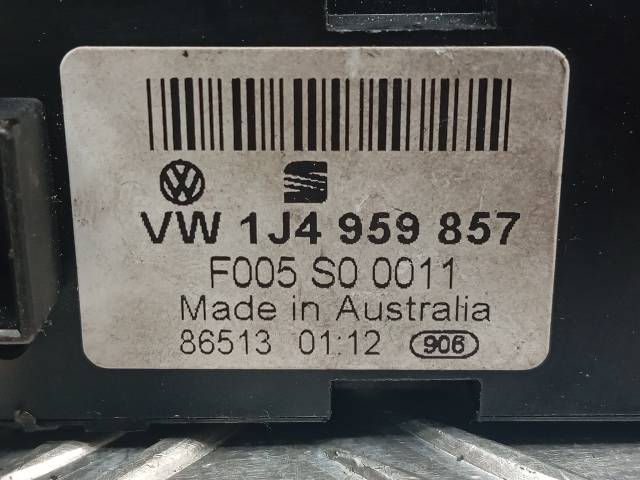 VW 1J4 959 857
F005 S0 0011
Made in Australia
86513 01:12 906